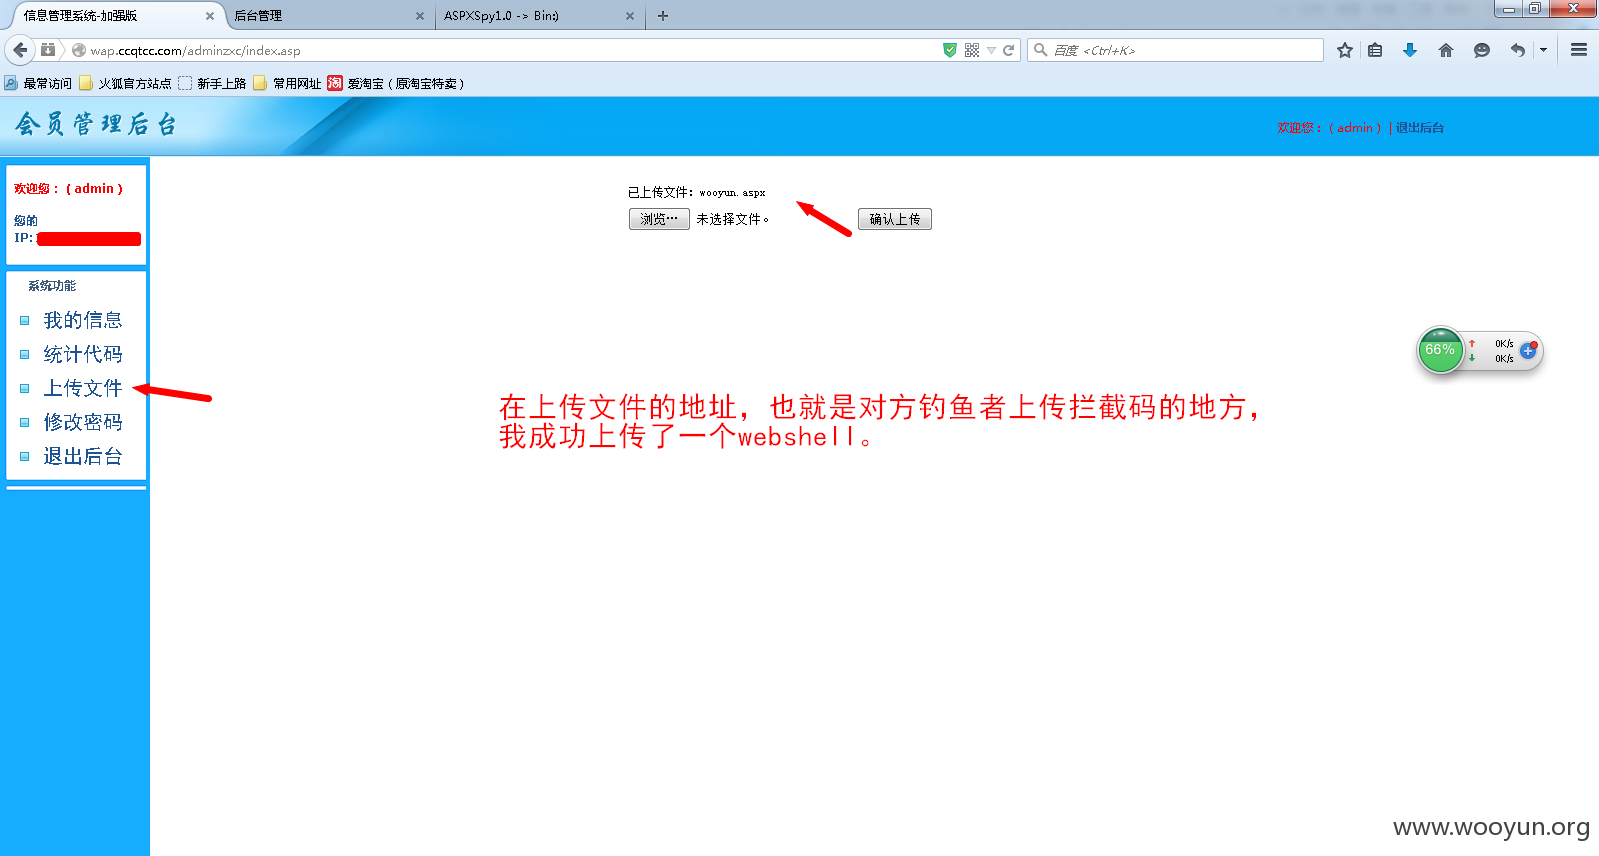 信息管理系统-加强版
后台管理
ASPXSpy1.0 -> Bin:)
wap.ccqtcc.com/adminzxc/index.asp
百度 <Ctrl+K>
最常访问 火狐官方站点 新手上路 常用网址 淘 爱淘宝（原淘宝特卖）
会员管理后台
欢迎您：（admin） | 退出后台
欢迎您：（admin）
您的
IP:
系统功能
我的信息
统计代码
上传文件
修改密码
退出后台
已上传文件：wooyun.aspx
浏览… 未选择文件。 确认上传
66%
0K/s
0K/s
在上传文件的地址，也就是对方钓鱼者上传拦截码的地方，
我成功上传了一个webshell。
www.wooyun.org